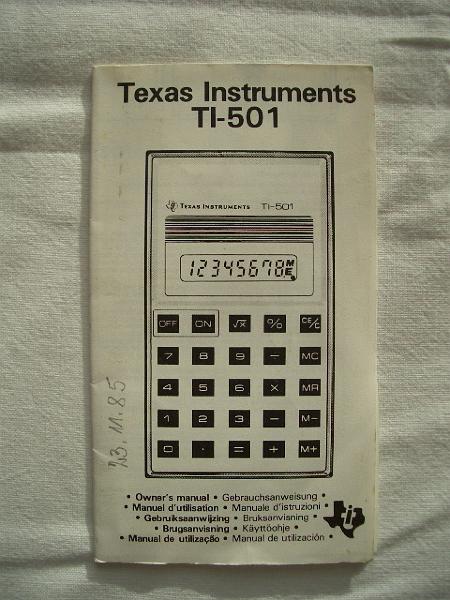 Texas Instruments
TI-501
TEXAS INSTRUMENTS TI-501
12345678 M E
OFF ON √x % CE/C
7 8 9 − MC
4 5 6 × MR
1 2 3 − M−
0 · = + M+
23.11.85
• Owner's manual • Gebrauchsanweisung •
• Manuel d'utilisation • Manuale d'istruzioni •
• Gebruiksaanwijzing • Bruksanvisning •
• Brugsanvisning • Käyttöohje •
• Manual de utilização • Manual de utilización •